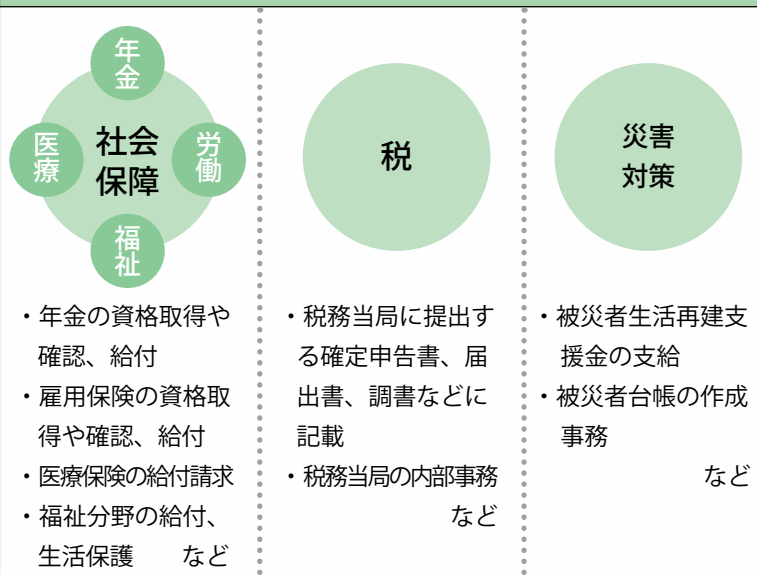 年金
医療
社会
保障
労働
福祉
・年金の資格取得や
確認、給付
・雇用保険の資格取
得や確認、給付
・医療保険の給付請求
・福祉分野の給付、
生活保護　など
税
・税務当局に提出す
る確定申告書、届
出書、調書などに
記載
・税務当局の内部事務
など
災害
対策
・被災者生活再建支
援金の支給
・被災者台帳の作成
事務
など